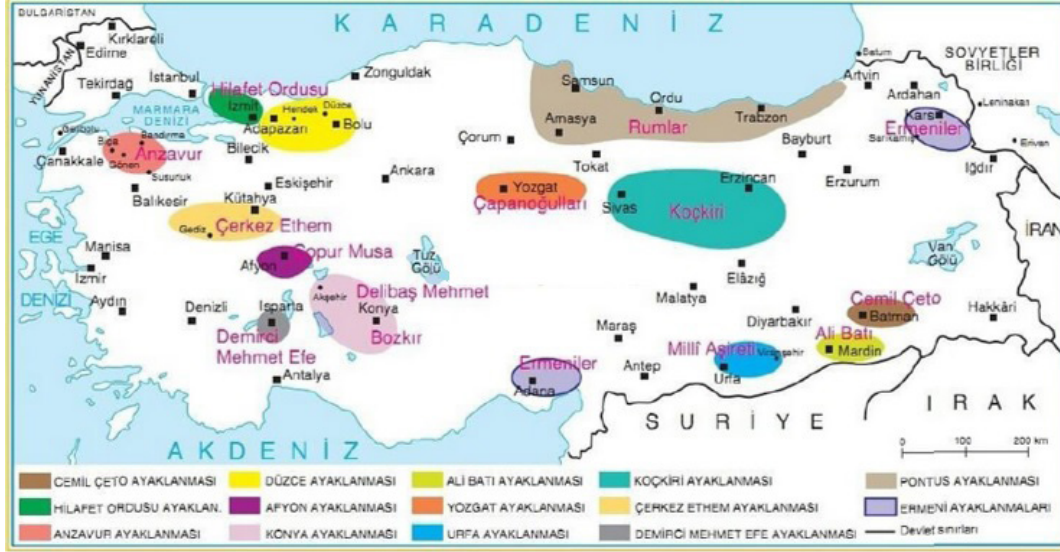 BULGARİSTAN
KARADENİZ
Kırklareli
Edirne
YUNANİSTAN
Tekirdağ
İstanbul
Zonguldak
Batum
SOVYETLER
BİRLİĞİ
Artvin
Ardahan
Leninakan
Hilafet Ordusu
Samsun
MARMARA
DENİZİ
İzmit
Hendek
Düzce
Adapazarı
Bolu
Ordu
Trabzon
Rumlar
Amasya
Kars
Ermeniler
Sarıkamış
Erivan
Gelibolu
Bandırma
Biga
Anzavur
Gönen
Çanakkale
Bilecik
Çorum
Bayburt
Tokat
Iğdır
Susurluk
Balıkesir
Eskişehir
Ankara
Erzurum
Kütahya
Yozgat
Çapanoğulları
Sivas
Erzincan
Koçkiri
EGE
Gediz
Çerkez Ethem
İRAN
Manisa
Çopur Musa
Afyon
Tuz
Gölü
Van
Gölü
İzmir
Elâzığ
DENİZİ
Akşehir
Delibaş Mehmet
Malatya
Cemil Çeto
Aydın
Denizli
Isparta
Konya
Diyarbakır
Batman
Hakkâri
Demirci
Mehmet Efe
Bozkır
Maraş
Ali Batı
Mardin
Milli Aşireti
Viranşehir
Antalya
Ermeniler
Adana
Antep
Urfa
SURİYE
IRAK
AKDENİZ
0 100 200 km
CEMİL ÇETO AYAKLANMASI
DÜZCE AYAKLANMASI
ALİ BATI AYAKLANMASI
KOÇKİRİ AYAKLANMASI
PONTUS AYAKLANMASI
HİLAFET ORDUSU AYAKLAN.
AFYON AYAKLANMASI
YOZGAT AYAKLANMASI
ÇERKEZ ETHEM AYAKLANMASI
ERMENİ AYAKLANMALARI
ANZAVUR AYAKLANMASI
KONYA AYAKLANMASI
URFA AYAKLANMASI
DEMİRCİ MEHMET EFE AYAKLANMASI
Devlet sınırları